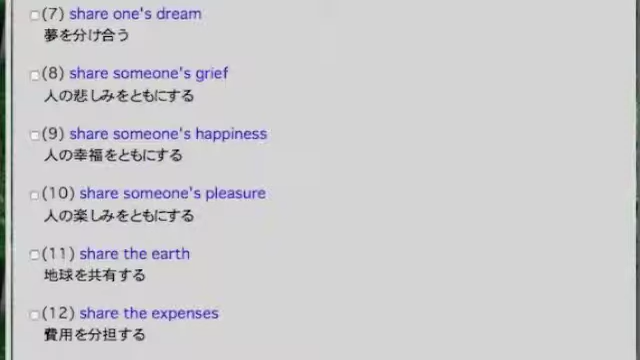 (7) share one's dream
夢を分け合う
(8) share someone's grief
人の悲しみをともにする
(9) share someone's happiness
人の幸福をともにする
(10) share someone's pleasure
人の楽しみをともにする
(11) share the earth
地球を共有する
(12) share the expenses
費用を分担する